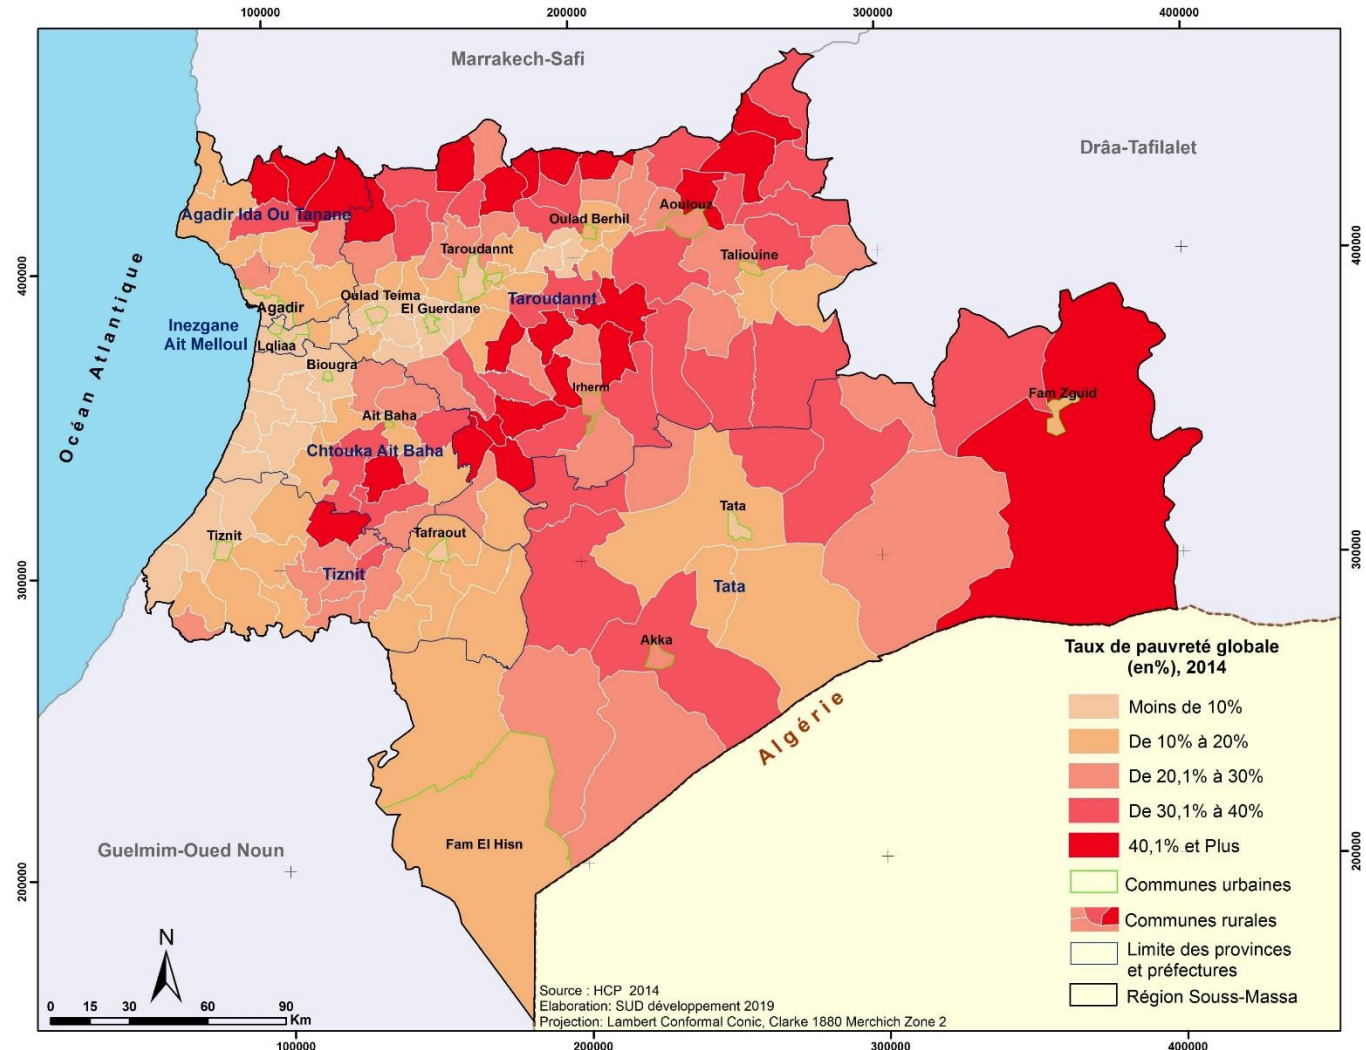 100000
200000
300000
400000
Marrakech-Safi
Drâa-Tafilalet
Agadir Ida Ou Tanane
Oulad Berhil
Aoulouz
Taroudannt
Taliouine
400000
400000
Océan Atlantique
Oulad Teima
El Guerdane
Taroudannt
Agadir
Inezgane
Ait Melloul
Lqliaa
Biougra
Irherm
Fam Zguid
Ait Baha
Chtouka Ait Baha
Tata
Tiznit
Tafraout
300000
300000
Tiznit
Tata
Akka
Algérie
Fam El Hisn
Guelmim-Oued Noun
200000
200000
Taux de pauvreté globale
(en%), 2014
Moins de 10%
De 10% à 20%
De 20,1% à 30%
De 30,1% à 40%
40,1% et Plus
Communes urbaines
Communes rurales
Limite des provinces
et préfectures
Région Souss-Massa
N
0 15 30 60 90
Km
Source : HCP 2014
Elaboration: SUD développement 2019
Projection: Lambert Conformal Conic, Clarke 1880 Merchich Zone 2
100000
200000
300000
400000